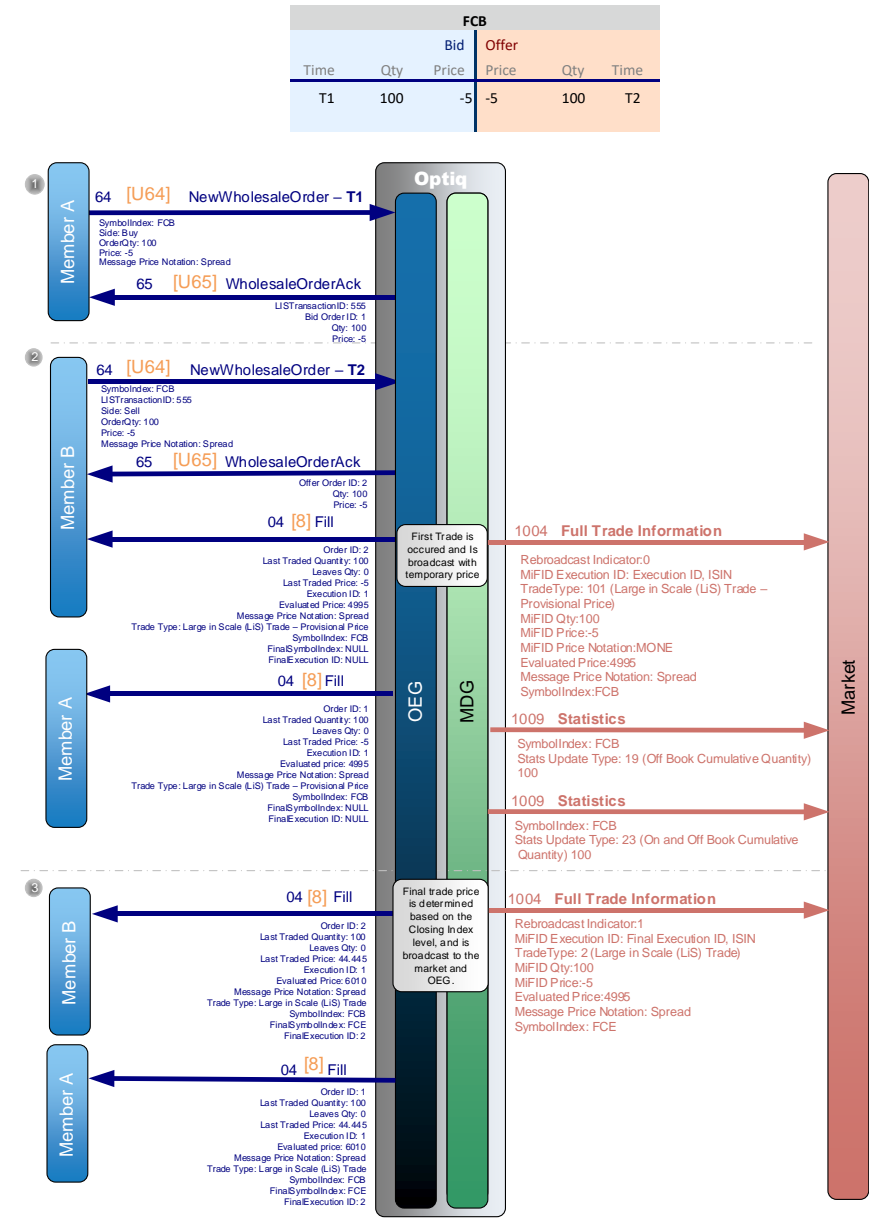 FCB
Bid Offer
Time Qty Price Price Qty Time
T1 100 -5 -5 100 T2
Optiq
1
Member A
64 [U64] NewWholesaleOrder – T1
SymbolIndex: FCB
Side: Buy
OrderQty: 100
Price: -5
Message Price Notation: Spread
65 [U65] WholesaleOrderAck
LISTransactionID: 555
Bid Order ID: 1
Qty: 100
Price: -5
2
Member B
64 [U64] NewWholesaleOrder – T2
SymbolIndex: FCB
LISTransactionID: 555
Side: Sell
OrderQty: 100
Price: -5
Message Price Notation: Spread
65 [U65] WholesaleOrderAck
Offer Order ID: 2
Qty: 100
Price: -5
04 [8] Fill
Order ID: 2
Last Traded Quantity: 100
Leaves Qty: 0
Last Traded Price: -5
Execution ID: 1
Evaluated Price: 4995
Message Price Notation: Spread
Trade Type: Large in Scale (LiS) Trade – Provisional Price
SymbolIndex: FCB
FinalSymbolIndex: NULL
FinalExecution ID: NULL
First Trade is
occured and Is
broadcast with
temporary price
1004 Full Trade Information
Rebroadcast Indicator:0
MiFID Execution ID: Execution ID, ISIN
TradeType: 101 (Large in Scale (LiS) Trade –
Provisional Price)
MiFID Qty:100
MiFID Price:-5
MiFID Price Notation:MONE
Evaluated Price:4995
Message Price Notation: Spread
SymbolIndex:FCB
Member A
04 [8] Fill
Order ID: 1
Last Traded Quantity: 100
Leaves Qty: 0
Last Traded Price: -5
Execution ID: 1
Evaluated price: 4995
Message Price Notation: Spread
Trade Type: Large in Scale (LiS) Trade – Provisional Price
SymbolIndex: FCB
FinalSymbolIndex: NULL
FinalExecution ID: NULL
OEG
MDG
Market
1009 Statistics
SymbolIndex: FCB
Stats Update Type: 19 (Off Book Cumulative Quantity)
100
1009 Statistics
SymbolIndex: FCB
Stats Update Type: 23 (On and Off Book Cumulative
Quantity) 100
3
Member B
04 [8] Fill
Order ID: 2
Last Traded Quantity: 100
Leaves Qty: 0
Last Traded Price: 44.445
Execution ID: 1
Evaluated Price: 6010
Message Price Notation: Spread
Trade Type: Large in Scale (LiS) Trade
SymbolIndex: FCB
FinalSymbolIndex: FCE
FinalExecution ID: 2
Final trade price
is determined
based on the
Closing Index
level, and is
broadcast to the
market and
OEG.
1004 Full Trade Information
Rebroadcast Indicator:1
MiFID Execution ID: Final Execution ID, ISIN
TradeType: 2 (Large in Scale (LiS) Trade)
MiFID Qty:100
MiFID Price:-5
Evaluated Price:4995
Message Price Notation: Spread
SymbolIndex: FCE
Member A
04 [8] Fill
Order ID: 1
Last Traded Quantity: 100
Leaves Qty: 0
Last Traded Price: 44.445
Execution ID: 1
Evaluated price: 6010
Message Price Notation: Spread
Trade Type: Large in Scale (LiS) Trade
SymbolIndex: FCB
FinalSymbolIndex: FCE
FinalExecution ID: 2